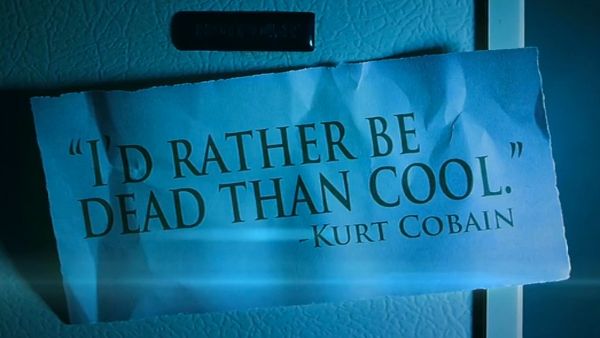 “I’D RATHER BE
DEAD THAN COOL.”
-KURT COBAIN